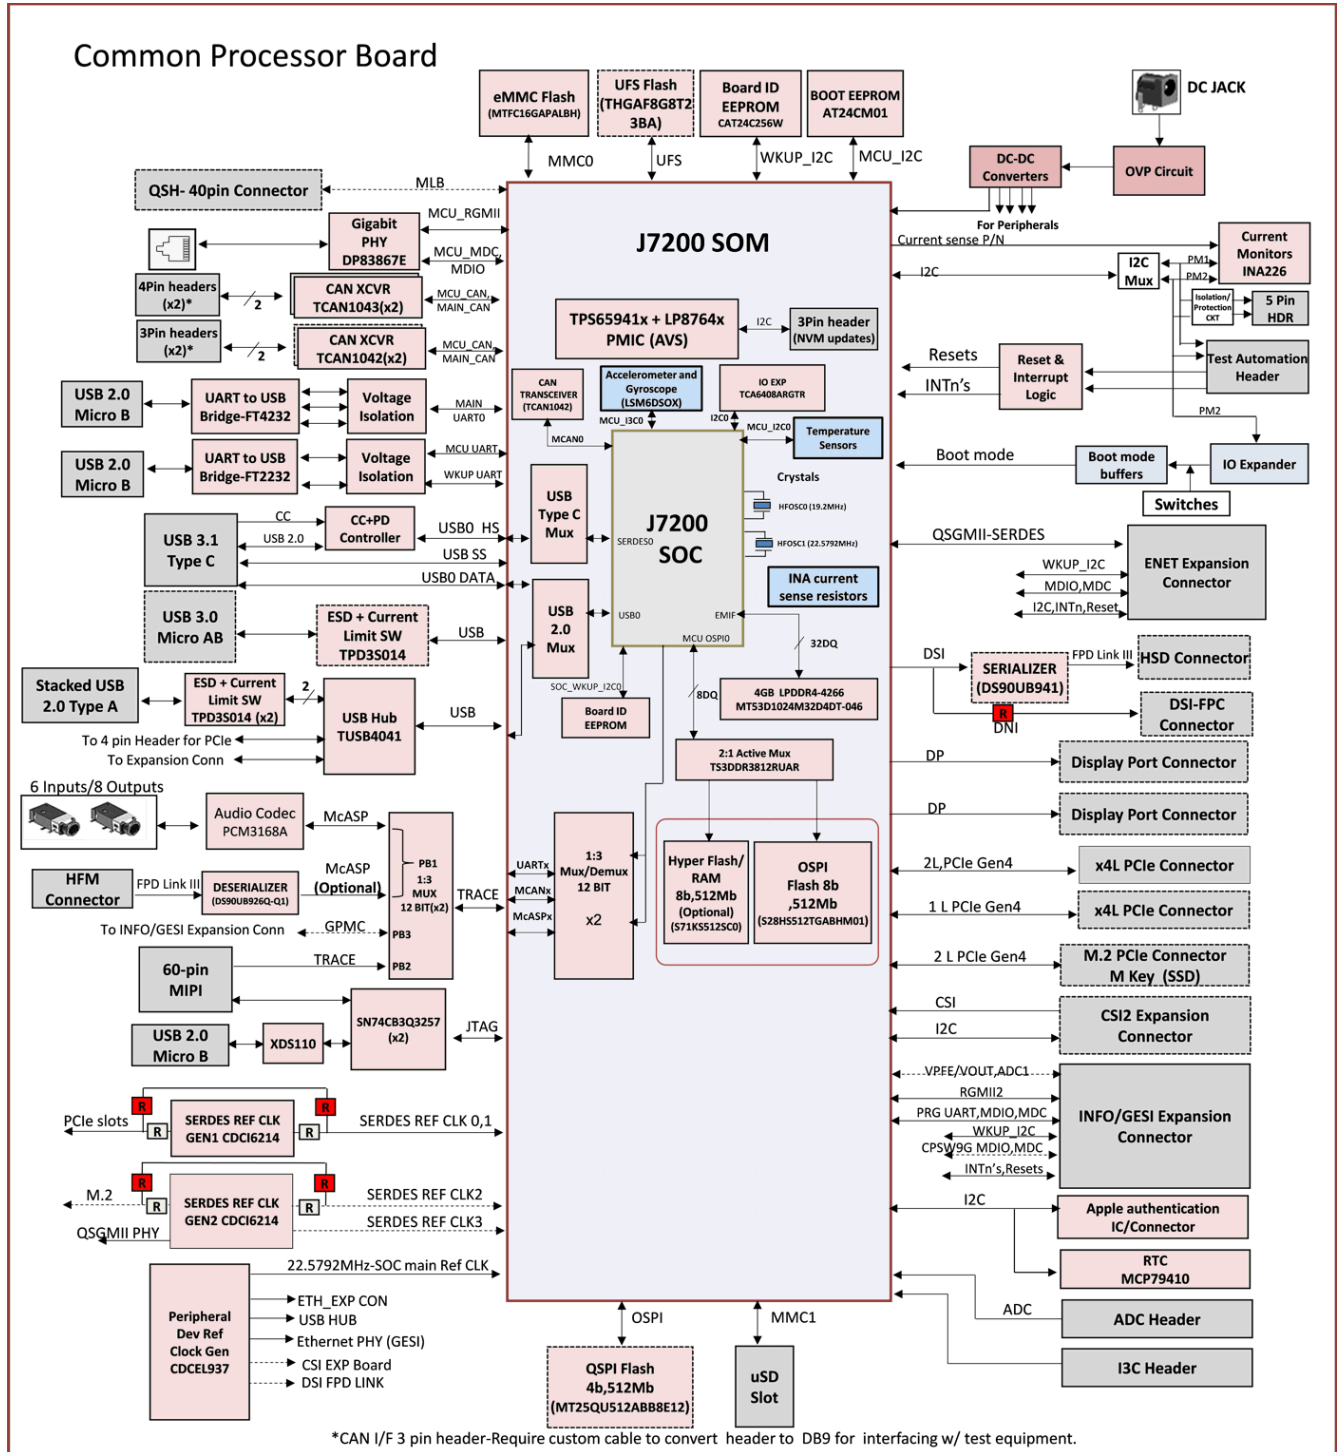 Common Processor Board
eMMC Flash
(MTFC16GAPALBH)
UFS Flash
(THGAF8G8T2
3BA)
Board ID
EEPROM
CAT24C256W
BOOT EEPROM
AT24CM01
DC JACK
MMC0
UFS
WKUP_I2C
MCU_I2C
DC-DC
Converters
OVP Circuit
For Peripherals
QSH- 40pin Connector
MLB
Gigabit
PHY
DP83867E
MCU_RGMII
MCU_MDC,
MDIO
4Pin headers
(x2)*
2
CAN XCVR
TCAN1043(x2)
MCU_CAN,
MAIN_CAN
3Pin headers
(x2)*
2
CAN XCVR
TCAN1042(x2)
MCU_CAN,
MAIN_CAN
USB 2.0
Micro B
UART to USB
Bridge-FT4232
Voltage
Isolation
MAIN
UART0
USB 2.0
Micro B
UART to USB
Bridge-FT2232
Voltage
Isolation
MCU UART
WKUP UART
USB 3.1
Type C
CC
USB 2.0
CC+PD
Controller
USB0 HS
USB SS
USB0 DATA
USB 3.0
Micro AB
ESD + Current
Limit SW
TPD3S014
USB
Stacked USB
2.0 Type A
ESD + Current
Limit SW
TPD3S014 (x2)
2
USB Hub
TUSB4041
USB
To 4 pin Header for PCIe
To Expansion Conn
6 Inputs/8 Outputs
Audio Codec
PCM3168A
McASP
HFM
Connector
FPD Link III
DESERIALIZER
(DS90UB926Q-Q1)
McASP
(Optional)
PB1
1:3
MUX
12 BIT(x2)
PB3
PB2
TRACE
To INFO/GESI Expansion Conn
GPMC
60-pin
MIPI
TRACE
SN74CB3Q3257
(x2)
JTAG
USB 2.0
Micro B
XDS110
PCIe slots
R
R
SERDES REF CLK
GEN1 CDCI6214
R
R
SERDES REF CLK 0,1
M.2
R
R
SERDES REF CLK
GEN2 CDCI6214
R
R
SERDES REF CLK2
SERDES REF CLK3
QSGMII PHY
Peripheral
Dev Ref
Clock Gen
CDCEL937
22.5792MHz-SOC main Ref CLK
ETH_EXP CON
USB HUB
Ethernet PHY (GESI)
CSI EXP Board
DSI FPD LINK
J7200 SOM
TPS65941x + LP8764x
PMIC (AVS)
I2C
3Pin header
(NVM updates)
CAN
TRANSCEIVER
(TCAN1042)
Accelerometer and
Gyroscope
(LSM6DSOX)
IO EXP
TCA6408ARGTR
MCU_I3C0
I2C0
MCU_I2C0
Temperature
Sensors
MCAN0
USB
Type C
Mux
SERDES0
J7200
SOC
Crystals
HFOSC0 (19.2MHz)
HFOSC1 (22.5792MHz)
INA current
sense resistors
USB
2.0
Mux
USB0
EMIF
MCU OSPI0
32DQ
8DQ
SOC_WKUP_I2C0
Board ID
EEPROM
4GB LPDDR4-4266
MT53D1024M32D4DT-046
2:1 Active Mux
TS3DDR3812RUAR
UARTx
MCANx
McASPx
1:3
Mux/Demux
12 BIT
x2
Hyper Flash/
RAM
8b,512Mb
(Optional)
(S71KS512SC0)
OSPI
Flash 8b
,512Mb
(S28HS512TGABHM01)
Current sense P/N
Current
Monitors
INA226
I2C
I2C
Mux
PM1
PM2
Isolation/
Protection
CKT
5 Pin
HDR
Resets
INTn's
Reset &
Interrupt
Logic
Test Automation
Header
PM2
Boot mode
Boot mode
buffers
IO Expander
Switches
QSGMII-SERDES
WKUP_I2C
MDIO,MDC
I2C,INTn,Reset
ENET Expansion
Connector
DSI
SERIALIZER
(DS90UB941)
FPD Link III
HSD Connector
R
DNI
DSI-FPC
Connector
DP
Display Port Connector
DP
Display Port Connector
2L,PCIe Gen4
x4L PCIe Connector
1 L PCIe Gen4
x4L PCIe Connector
2 L PCIe Gen4
M.2 PCIe Connector
M Key (SSD)
CSI
I2C
CSI2 Expansion
Connector
VPFE/VOUT,ADC1
RGMII2
PRG UART,MDIO,MDC
WKUP_I2C
CPSW9G MDIO,MDC
INTn's,Resets
INFO/GESI Expansion
Connector
I2C
Apple authentication
IC/Connector
RTC
MCP79410
ADC
ADC Header
I3C Header
OSPI
MMC1
QSPI Flash
4b,512Mb
(MT25QU512ABB8E12)
uSD
Slot
*CAN I/F 3 pin header-Require custom cable to convert header to DB9 for interfacing w/ test equipment.